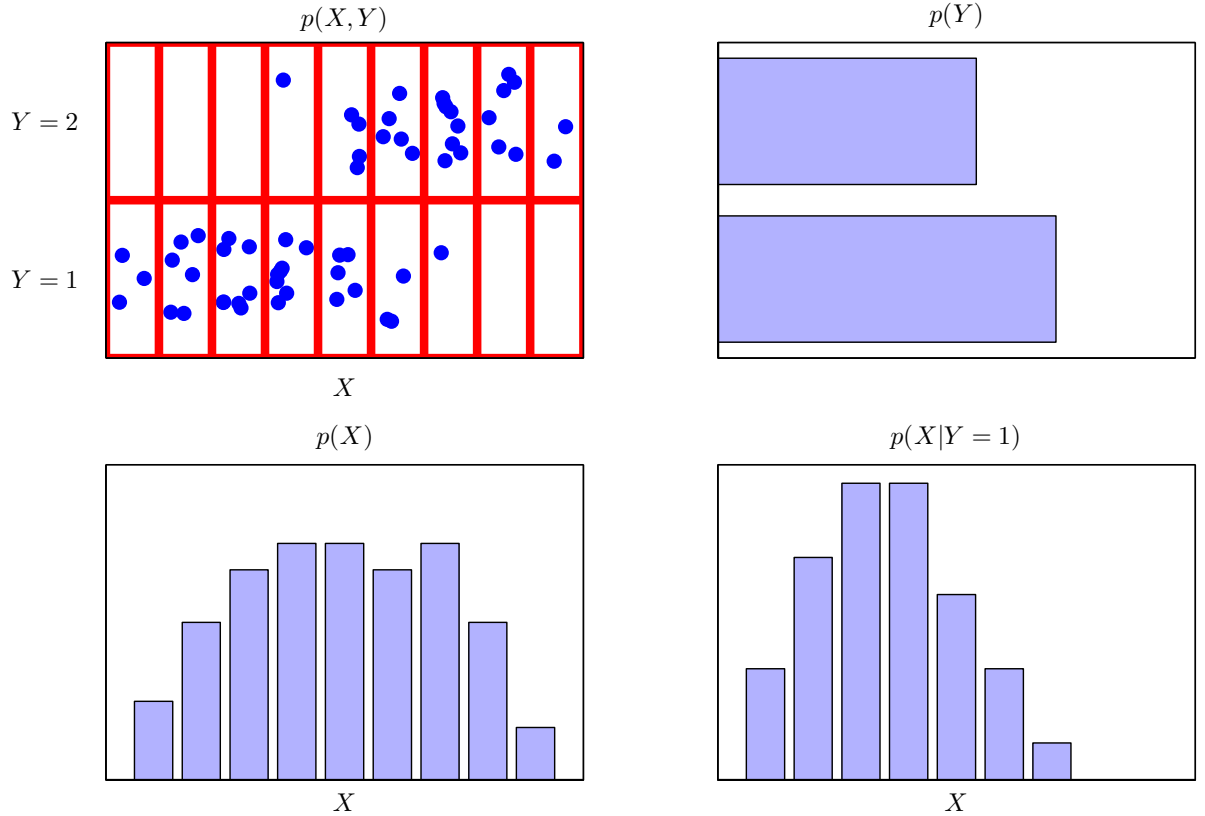 p(X, Y)
p(Y)
Y = 2
Y = 1
X
p(X)
p(X|Y = 1)
X
X